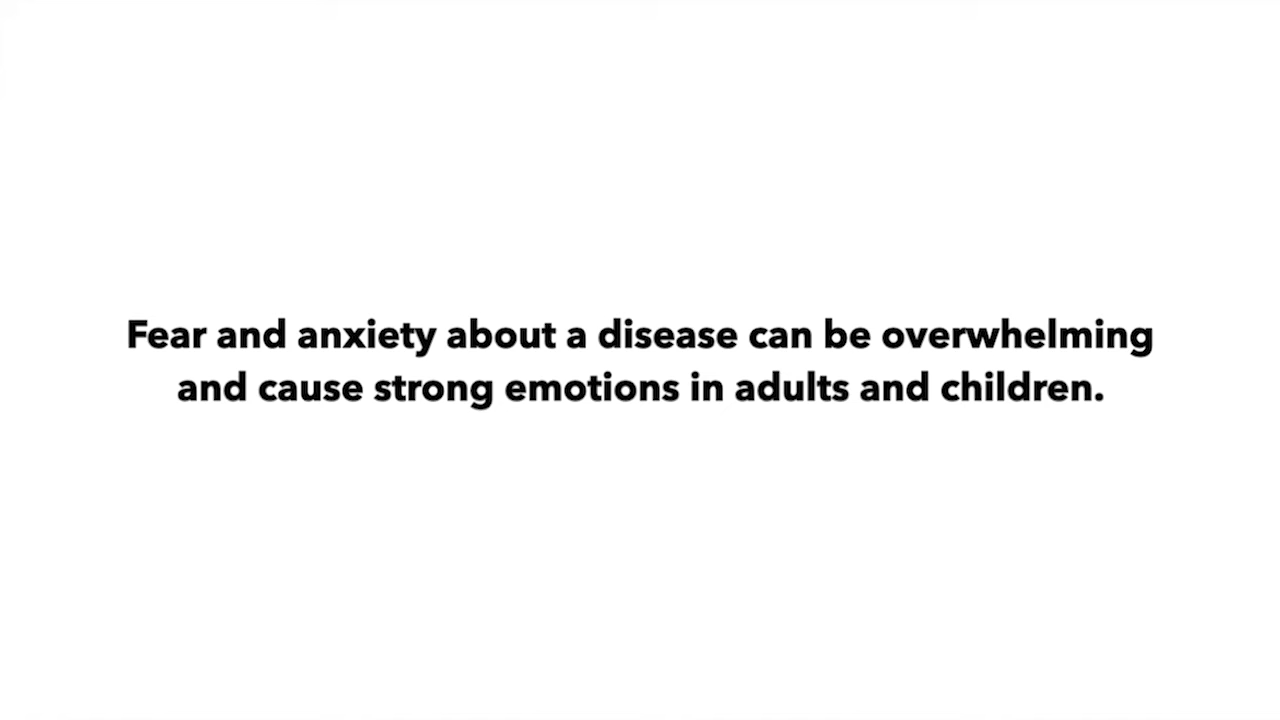 Fear and anxiety about a disease can be overwhelming
and cause strong emotions in adults and children.